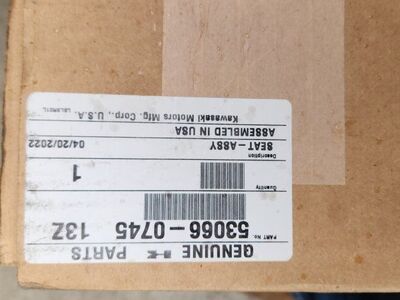 GENUINE PARTS
PART No. 53066-0745 13Z
Quantity 1
Description
SEAT-ASSY 04/20/2022
ASSEMBLED IN USA
Kawasaki Motors Mfg. Corp., U.S.A.